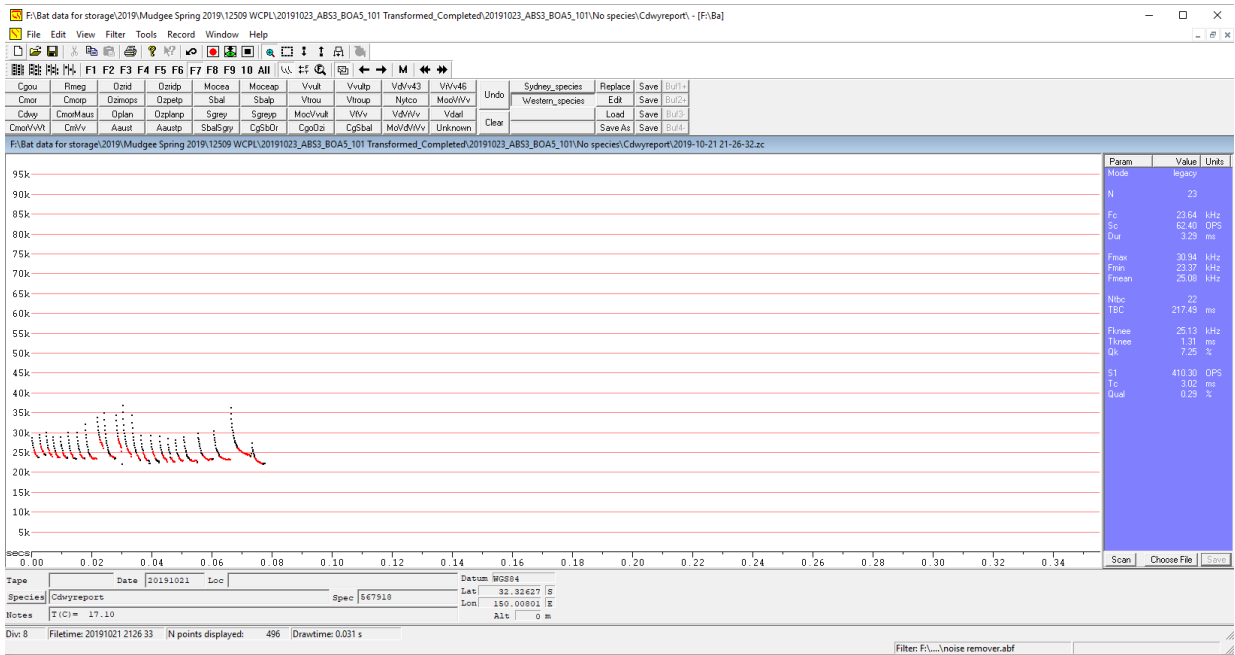 F:\Bat data for storage\2019\Mudgee Spring 2019\12509 WCPL\20191023_ABS3_BOA5_101 Transformed_Completed\20191023_ABS3_BOA5_101\No species\Cdwyreport\ - [F:\Ba]
File Edit View Filter Tools Record Window Help
F1 F2 F3 F4 F5 F6 F7 F8 F9 10 All M
Cgou Rmeg Ozrid Ozridp Mocea Moceap Vvult Vvultp VdVv43 VrVv46 Undo Sydney_species Replace Save Buf1+
Cmor Cmorp Ozimops Ozpetp Sbal Sbalp Vtrou Vtroup Nytco MooVrVv Western_species Edit Save Buf2+
Cdwy CmorMaus Oplan Ozplanp Sgrey Sgreyp MocVvult VrVv VdVrVv Vdarl Clear Load Save Buf3-
CmorVvVt CmVv Aaust Aaustp SbalSgry CgSbOr CgoOzi CgSbal MoVdVrVv Unknown Save As Save Buf4-
F:\Bat data for storage\2019\Mudgee Spring 2019\12509 WCPL\20191023_ABS3_BOA5_101 Transformed_Completed\20191023_ABS3_BOA5_101\No species\Cdwyreport\2019-10-21 21-26-32.zc
Param Value Units
Mode legacy
N 23
Fc 23.64 kHz
Sc 62.40 OPS
Dur 3.29 ms
Fmax 30.94 kHz
Fmin 23.37 kHz
Fmean 25.08 kHz
Ntbc 22
TBC 217.49 ms
Fknee 25.13 kHz
Tknee 1.31 ms
Qk 7.25 %
S1 410.30 OPS
Tc 3.02 ms
Qual 0.29 %
95k
90k
85k
80k
75k
70k
65k
60k
55k
50k
45k
40k
35k
30k
25k
20k
15k
10k
5k
secs
0.00 0.02 0.04 0.06 0.08 0.10 0.12 0.14 0.16 0.18 0.20 0.22 0.24 0.26 0.28 0.30 0.32 0.34
Scan Choose File Save
Tape Date 20191021 Loc Datum WGS84
Species Cdwyreport Spec 567918 Lat 32.32627 S
Lon 150.00801 E
Notes T(C)= 17.10 Alt 0 m
Div: 8 Filetime: 20191021 2126 33 N points displayed: 496 Drawtime: 0.031 s
Filter: F:\....\noise remover.abf